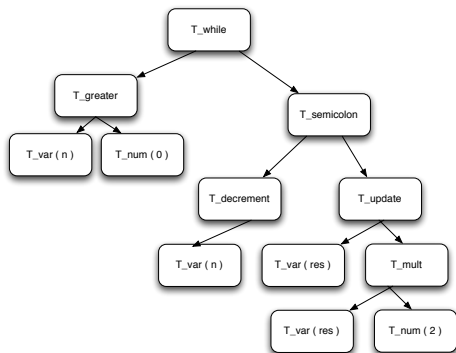 T_while
T_greater
T_semicolon
T_var ( n )
T_num ( 0 )
T_decrement
T_update
T_var ( n )
T_var ( res )
T_mult
T_var ( res )
T_num ( 2 )